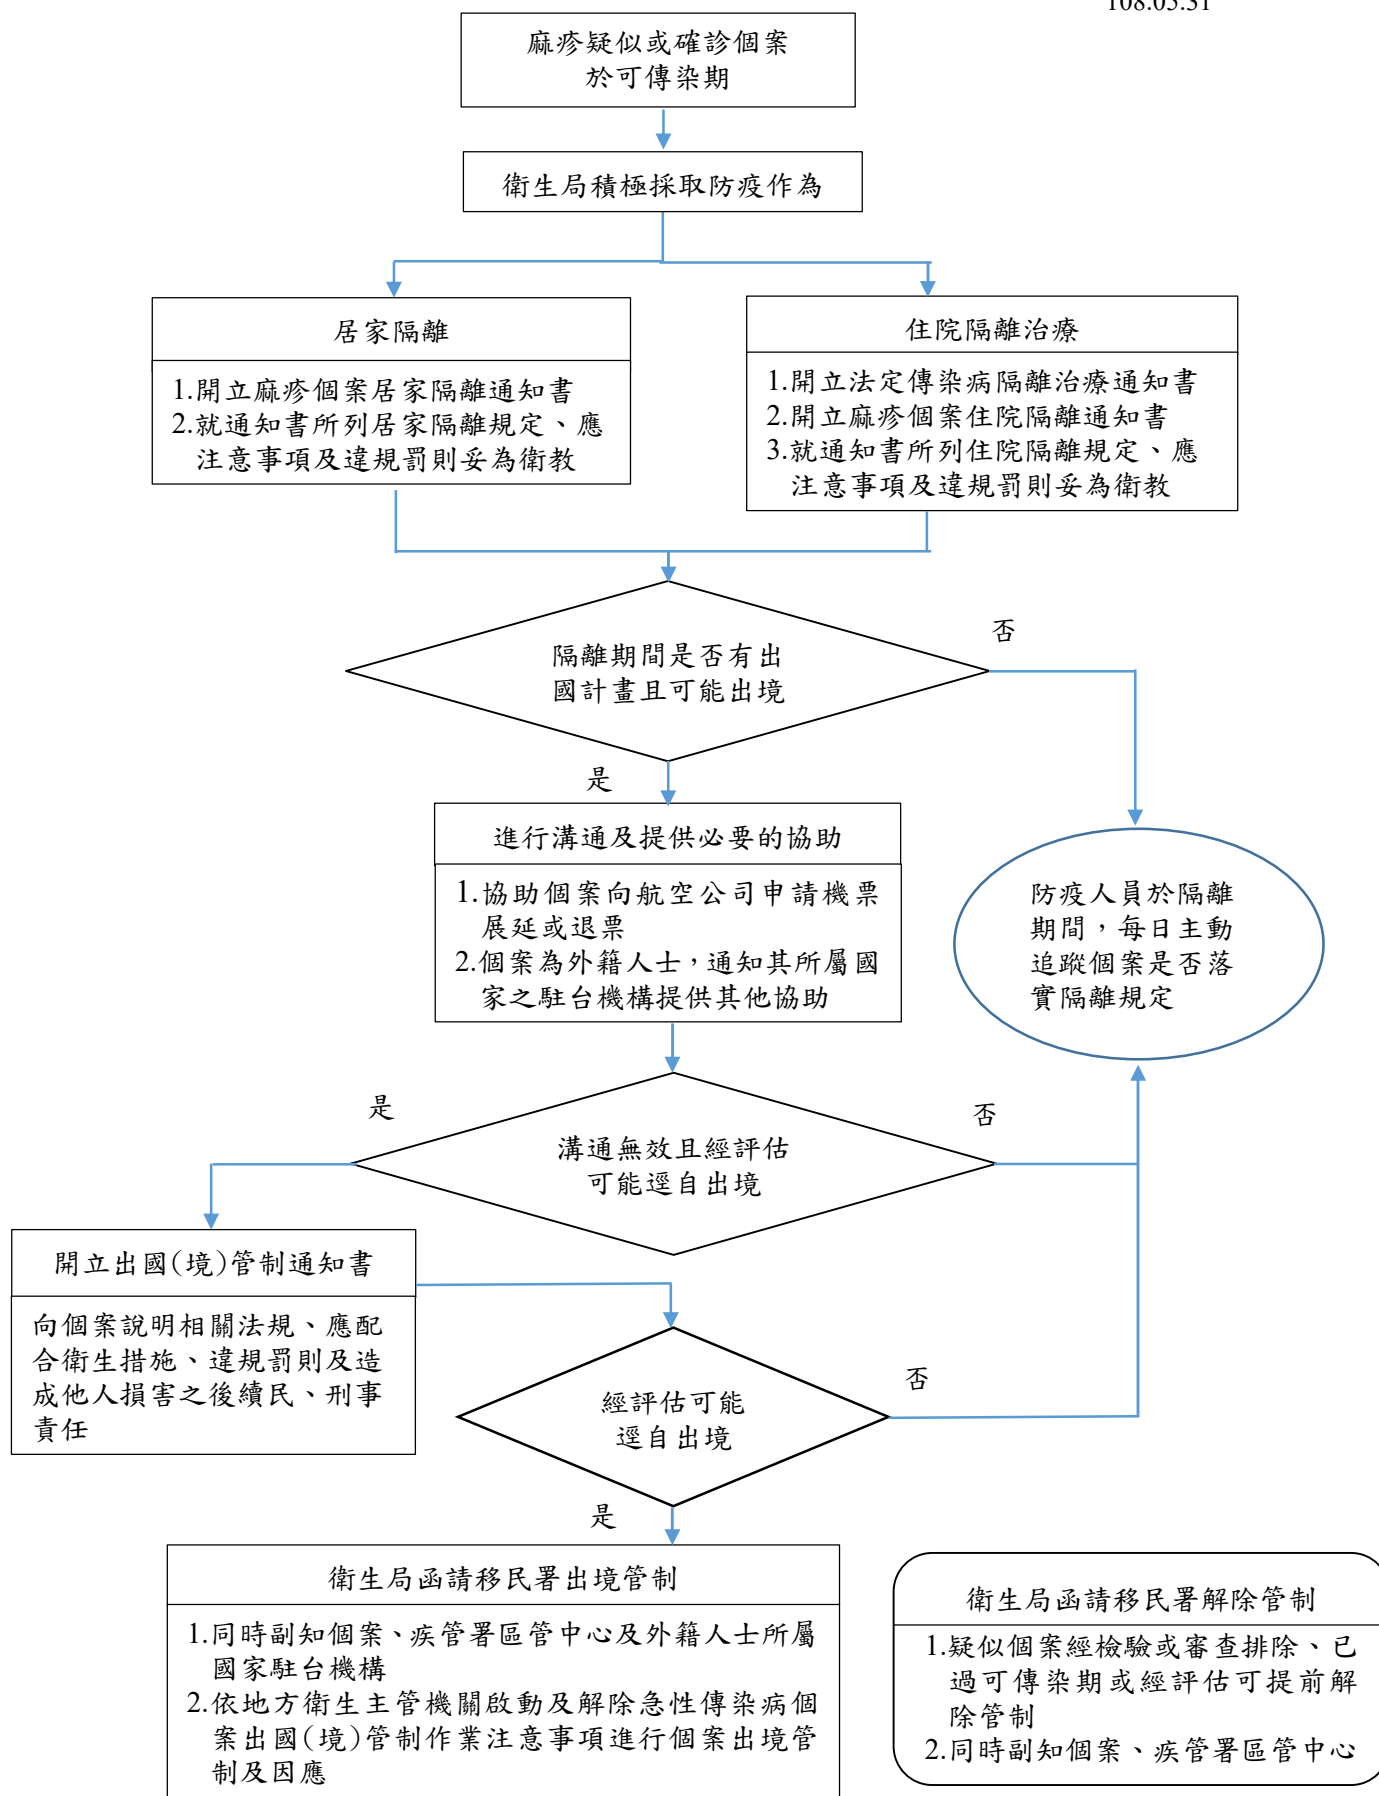 108.05.31
麻疹疑似或確診個案
於可傳染期
衛生局積極採取防疫作為
居家隔離
1.開立麻疹個案居家隔離通知書
2.就通知書所列居家隔離規定、應
注意事項及違規罰則妥為衛教
住院隔離治療
1.開立法定傳染病隔離治療通知書
2.開立麻疹個案住院隔離通知書
3.就通知書所列住院隔離規定、應
注意事項及違規罰則妥為衛教
隔離期間是否有出
國計畫且可能出境
否
是
進行溝通及提供必要的協助
1.協助個案向航空公司申請機票
展延或退票
2.個案為外籍人士，通知其所屬國
家之駐台機構提供其他協助
防疫人員於隔離
期間，每日主動
追蹤個案是否落
實隔離規定
溝通無效且經評估
可能逕自出境
是
否
開立出國(境)管制通知書
向個案說明相關法規、應配
合衛生措施、違規罰則及造
成他人損害之後續民、刑事
責任
經評估可能
逕自出境
否
是
衛生局函請移民署出境管制
1.同時副知個案、疾管署區管中心及外籍人士所屬
國家駐台機構
2.依地方衛生主管機關啟動及解除急性傳染病個
案出國(境)管制作業注意事項進行個案出境管
制及因應
衛生局函請移民署解除管制
1.疑似個案經檢驗或審查排除、已
過可傳染期或經評估可提前解
除管制
2.同時副知個案、疾管署區管中心